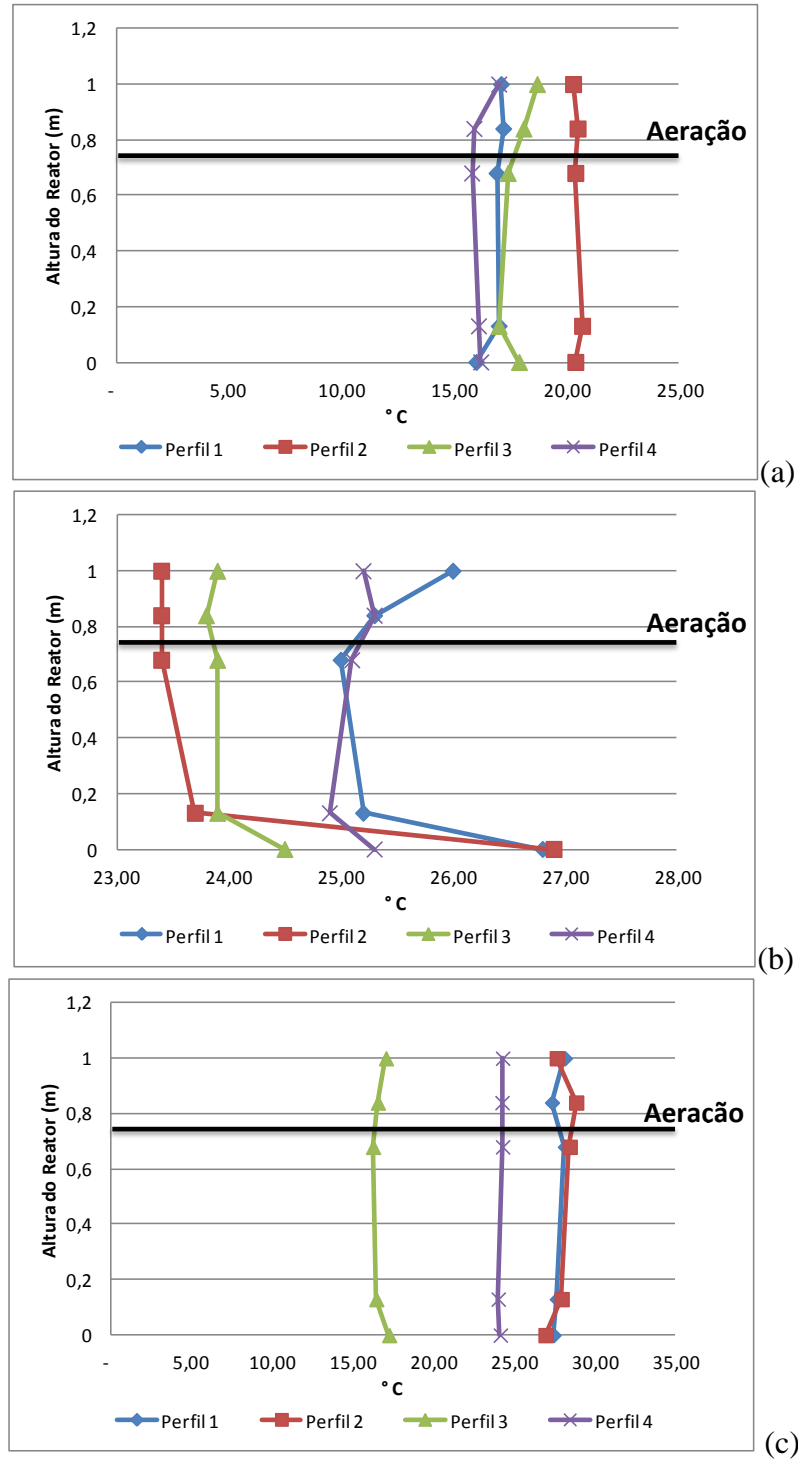 1,2
1
0,8
0,6
0,4
0,2
0
Altura do Reator (m)
Aeração
- 5,00 10,00 15,00 20,00 25,00
° C
Perfil 1 Perfil 2 Perfil 3 Perfil 4
(a)
1,2
1
0,8
0,6
0,4
0,2
0
Altura do Reator (m)
Aeração
23,00 24,00 25,00 26,00 27,00 28,00
° C
Perfil 1 Perfil 2 Perfil 3 Perfil 4
(b)
1,2
1
0,8
0,6
0,4
0,2
0
Altura do Reator (m)
Aeração
- 5,00 10,00 15,00 20,00 25,00 30,00 35,00
° C
Perfil 1 Perfil 2 Perfil 3 Perfil 4
(c)